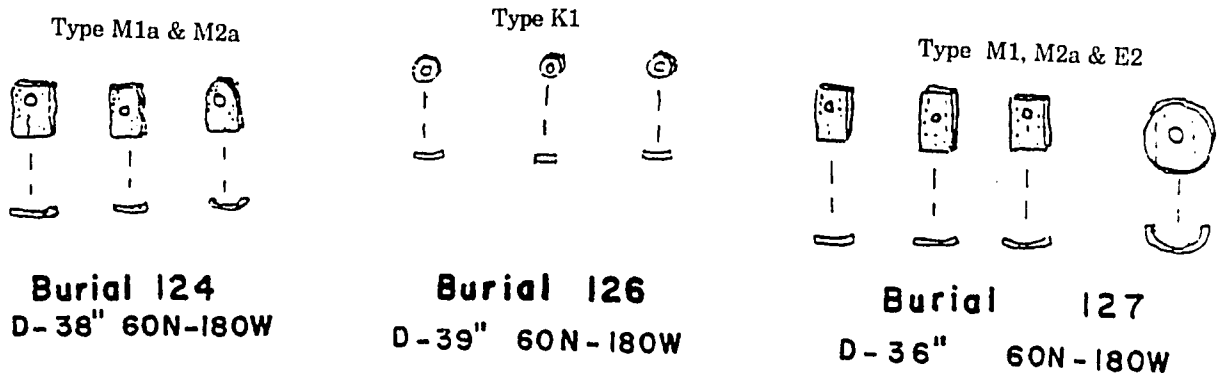 Type M1a & M2a
Burial 124
D-38" 60N-180W
Type K1
Burial 126
D-39" 60N-180W
Type M1, M2a & E2
Burial 127
D-36" 60N-180W